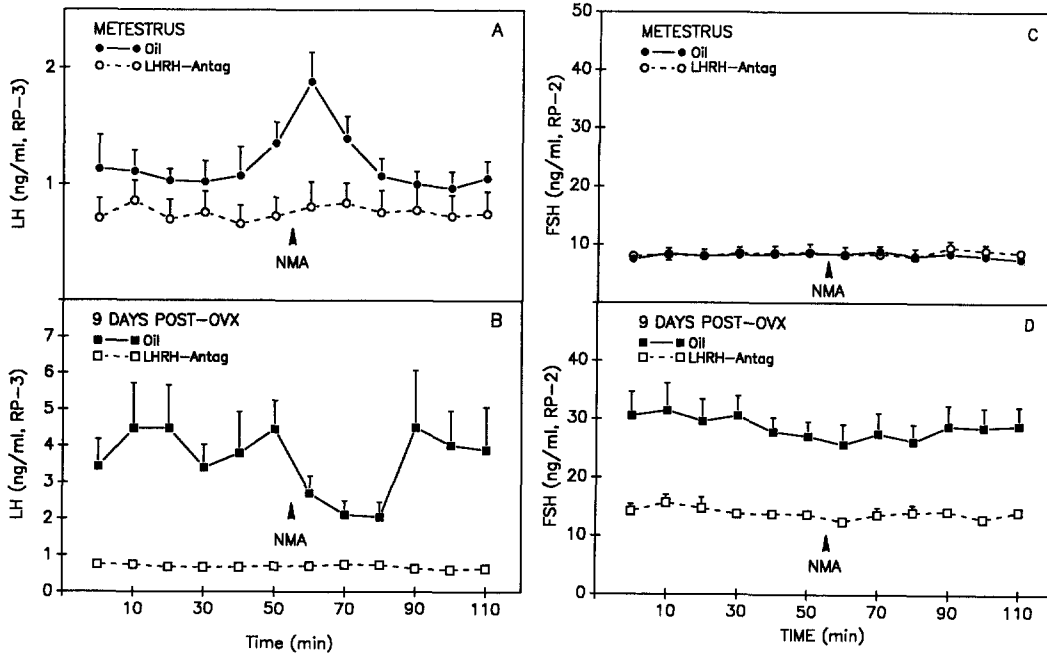 METESTRUS
Oil
LHRH-Antag
A
LH (ng/ml, RP-3)
2
1
NMA
METESTRUS
Oil
LHRH-Antag
C
FSH (ng/ml, RP-2)
50
40
30
20
10
NMA
9 DAYS POST-OVX
Oil
LHRH-Antag
B
LH (ng/ml, RP-3)
7
6
5
4
3
2
1
0
NMA
10
30
50
70
90
110
Time (min)
9 DAYS POST-OVX
Oil
LHRH-Antag
D
FSH (ng/ml, RP-2)
40
30
20
10
0
NMA
10
30
50
70
90
110
TIME (min)